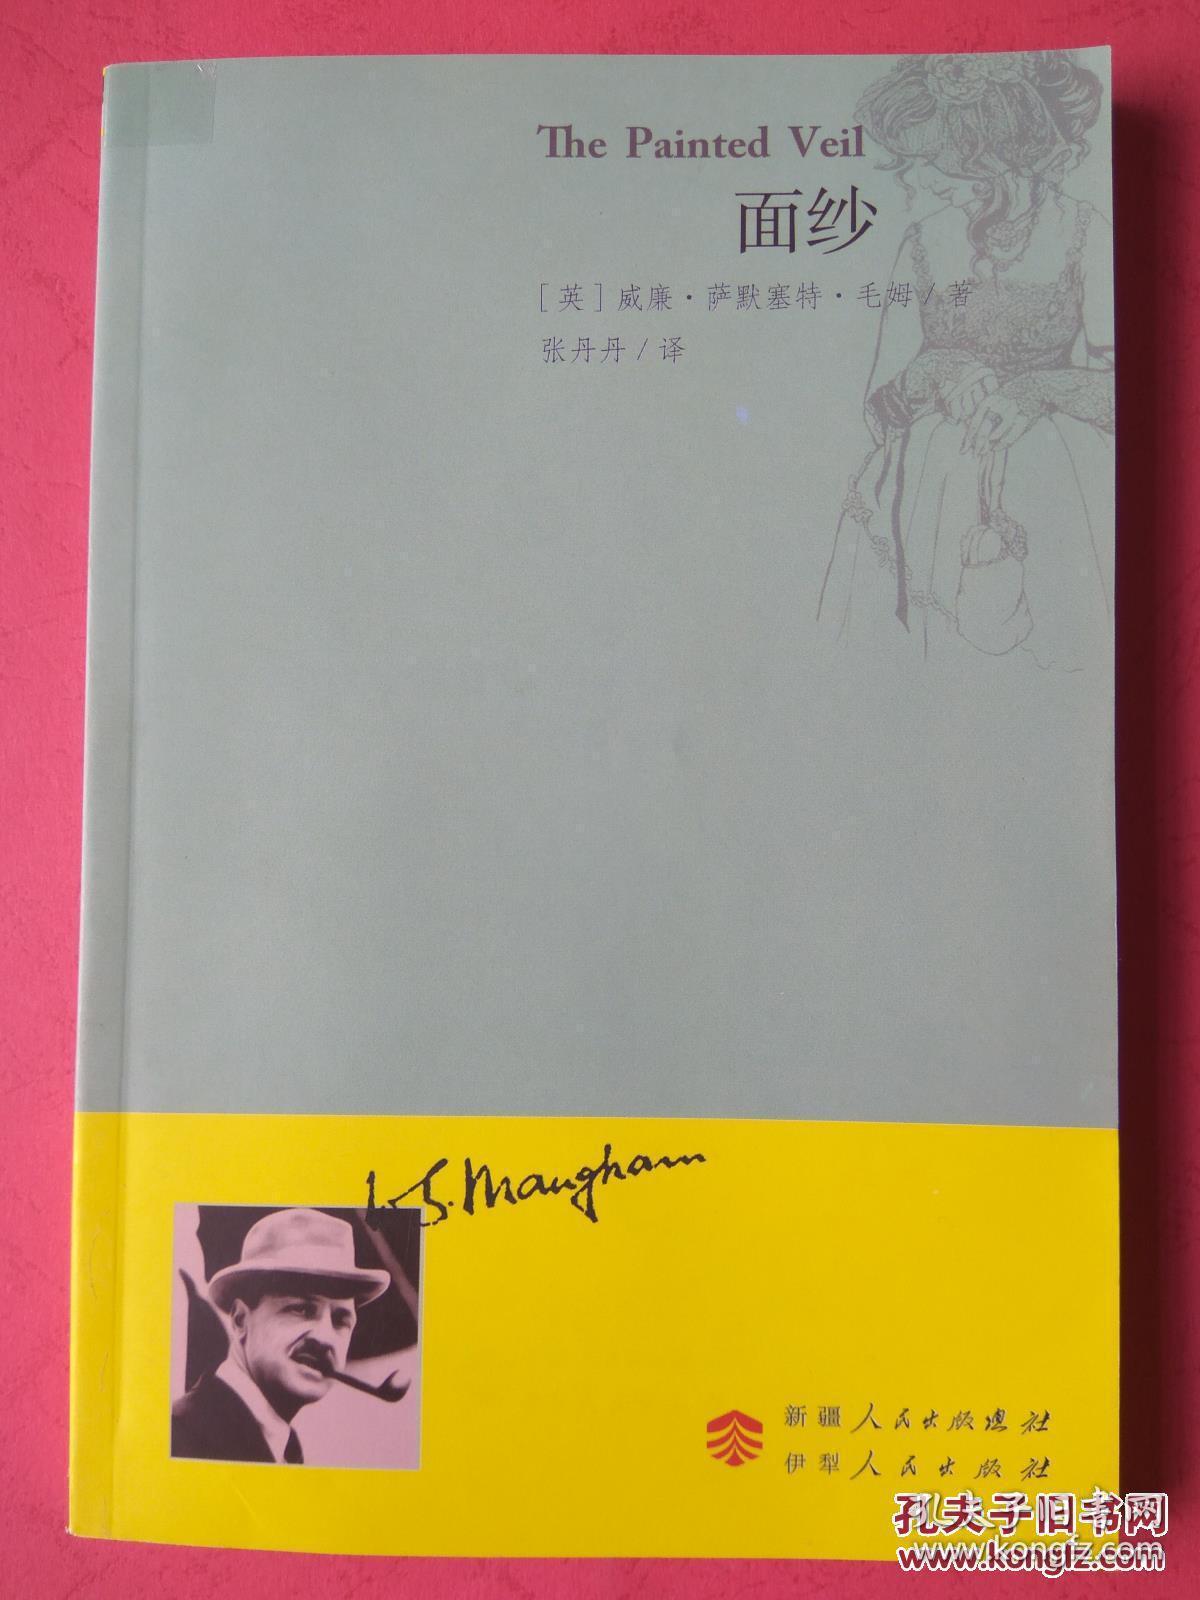 The Painted Veil
面纱
[英]威廉·萨默塞特·毛姆/著
张丹丹/译
W.S. Maugham
新疆人民出版总社
伊犁人民出版社
孔夫子旧书网
www.kongfz.com